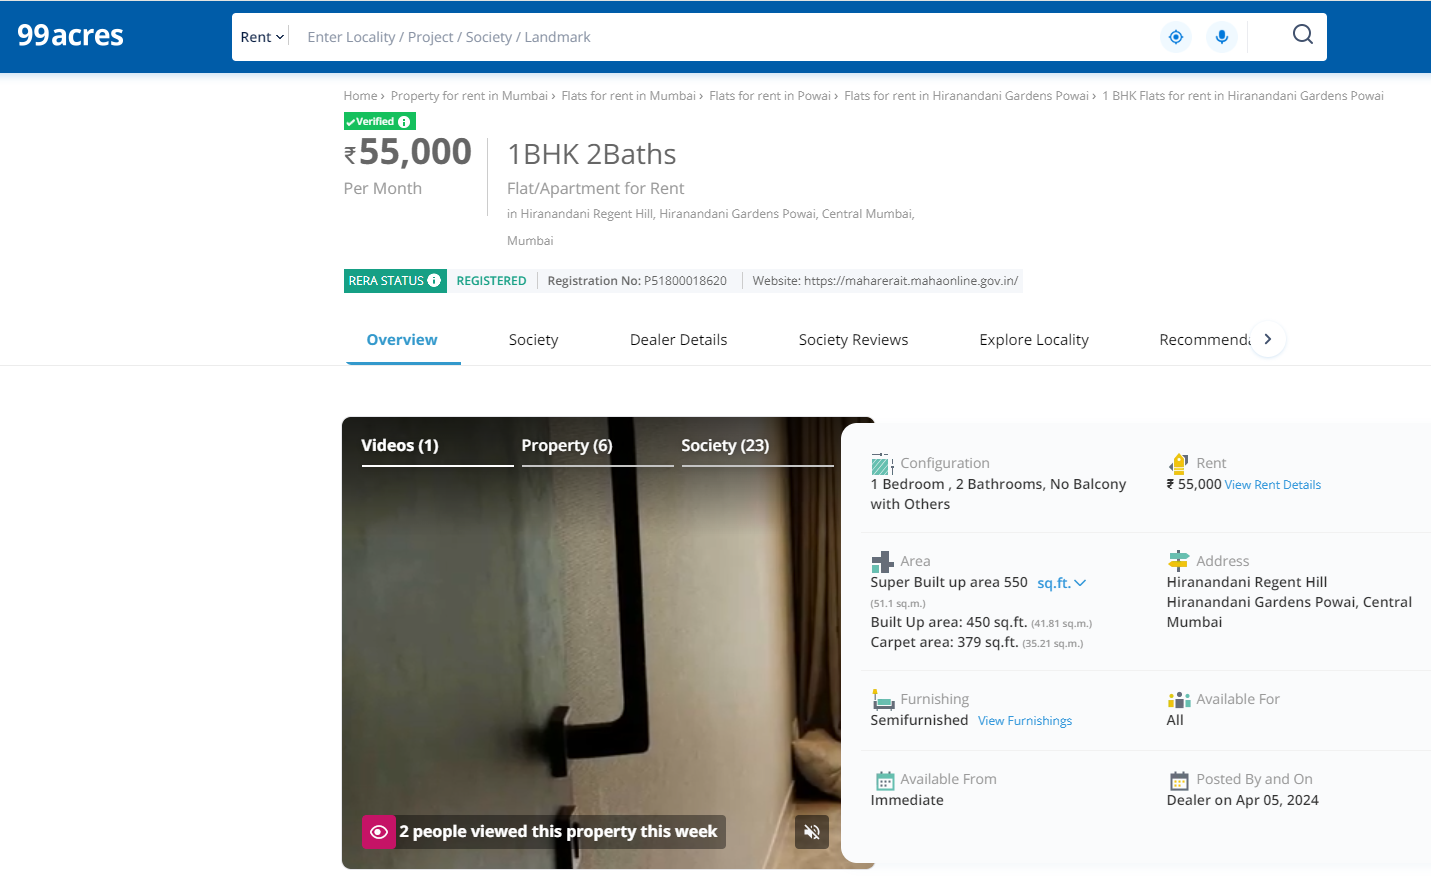 99acres
Rent
Enter Locality / Project / Society / Landmark
Home › Property for rent in Mumbai › Flats for rent in Mumbai › Flats for rent in Powai › Flats for rent in Hiranandani Gardens Powai › 1 BHK Flats for rent in Hiranandani Gardens Powai
Verified
₹55,000
Per Month
1BHK 2Baths
Flat/Apartment for Rent
in Hiranandani Regent Hill, Hiranandani Gardens Powai, Central Mumbai,
Mumbai
RERA STATUS REGISTERED Registration No: P51800018620 Website: https://maharerait.mahaonline.gov.in/
Overview Society Dealer Details Society Reviews Explore Locality Recommenda
Videos (1) Property (6) Society (23)
2 people viewed this property this week
Configuration
1 Bedroom , 2 Bathrooms, No Balcony
with Others
Rent
₹ 55,000 View Rent Details
Area
Super Built up area 550 sq.ft.
(51.1 sq.m.)
Built Up area: 450 sq.ft. (41.81 sq.m.)
Carpet area: 379 sq.ft. (35.21 sq.m.)
Address
Hiranandani Regent Hill
Hiranandani Gardens Powai, Central
Mumbai
Furnishing
Semifurnished View Furnishings
Available For
All
Available From
Immediate
Posted By and On
Dealer on Apr 05, 2024